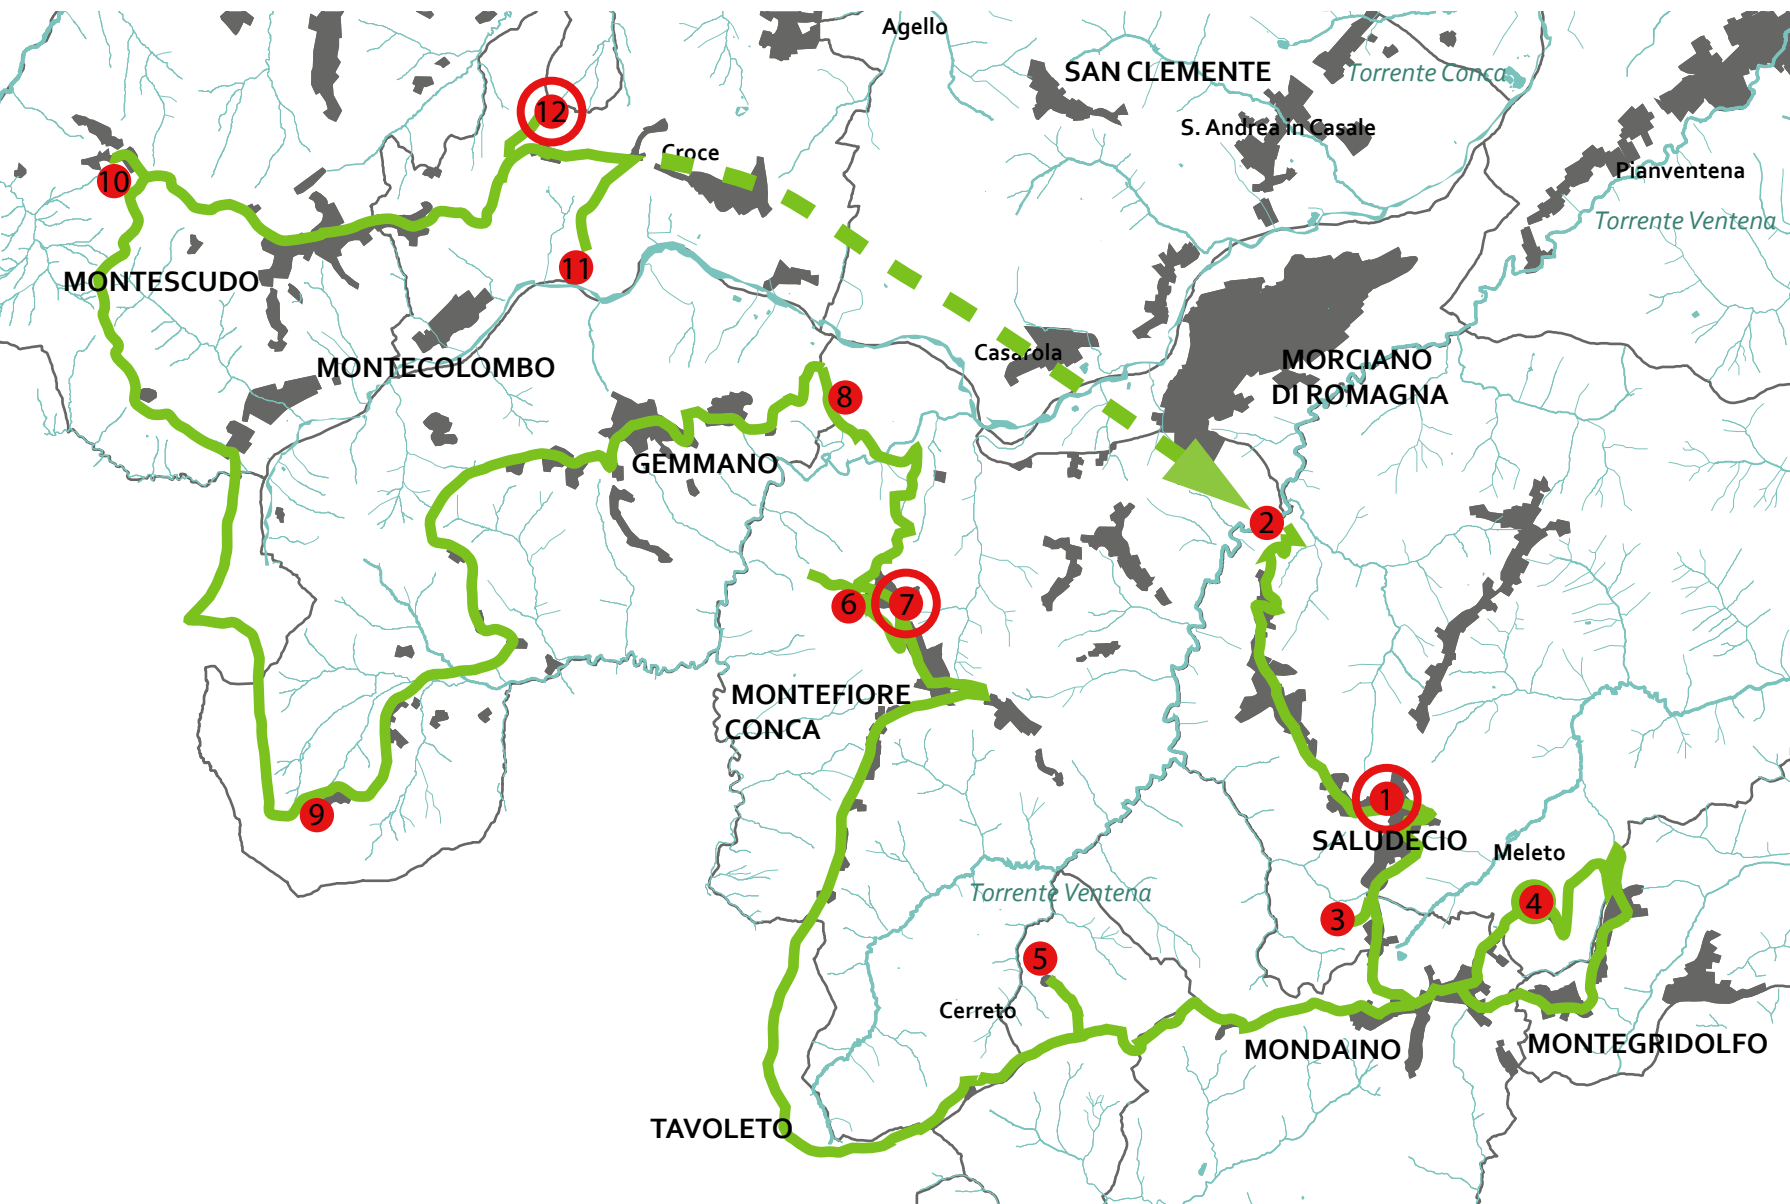 Agello
SAN CLEMENTE
Torrente Conca
12
S. Andrea in Casale
Croce
Pianventena
10
Torrente Ventena
11
MONTESCUDO
Casarola
MORCIANO
DI ROMAGNA
MONTECOLOMBO
8
GEMMANO
2
6
7
MONTEFIORE
CONCA
1
9
SALUDECIO
Meleto
Torrente Ventena
4
3
5
Cerreto
MONDAINO
MONTEGRIDOLFO
TAVOLETO